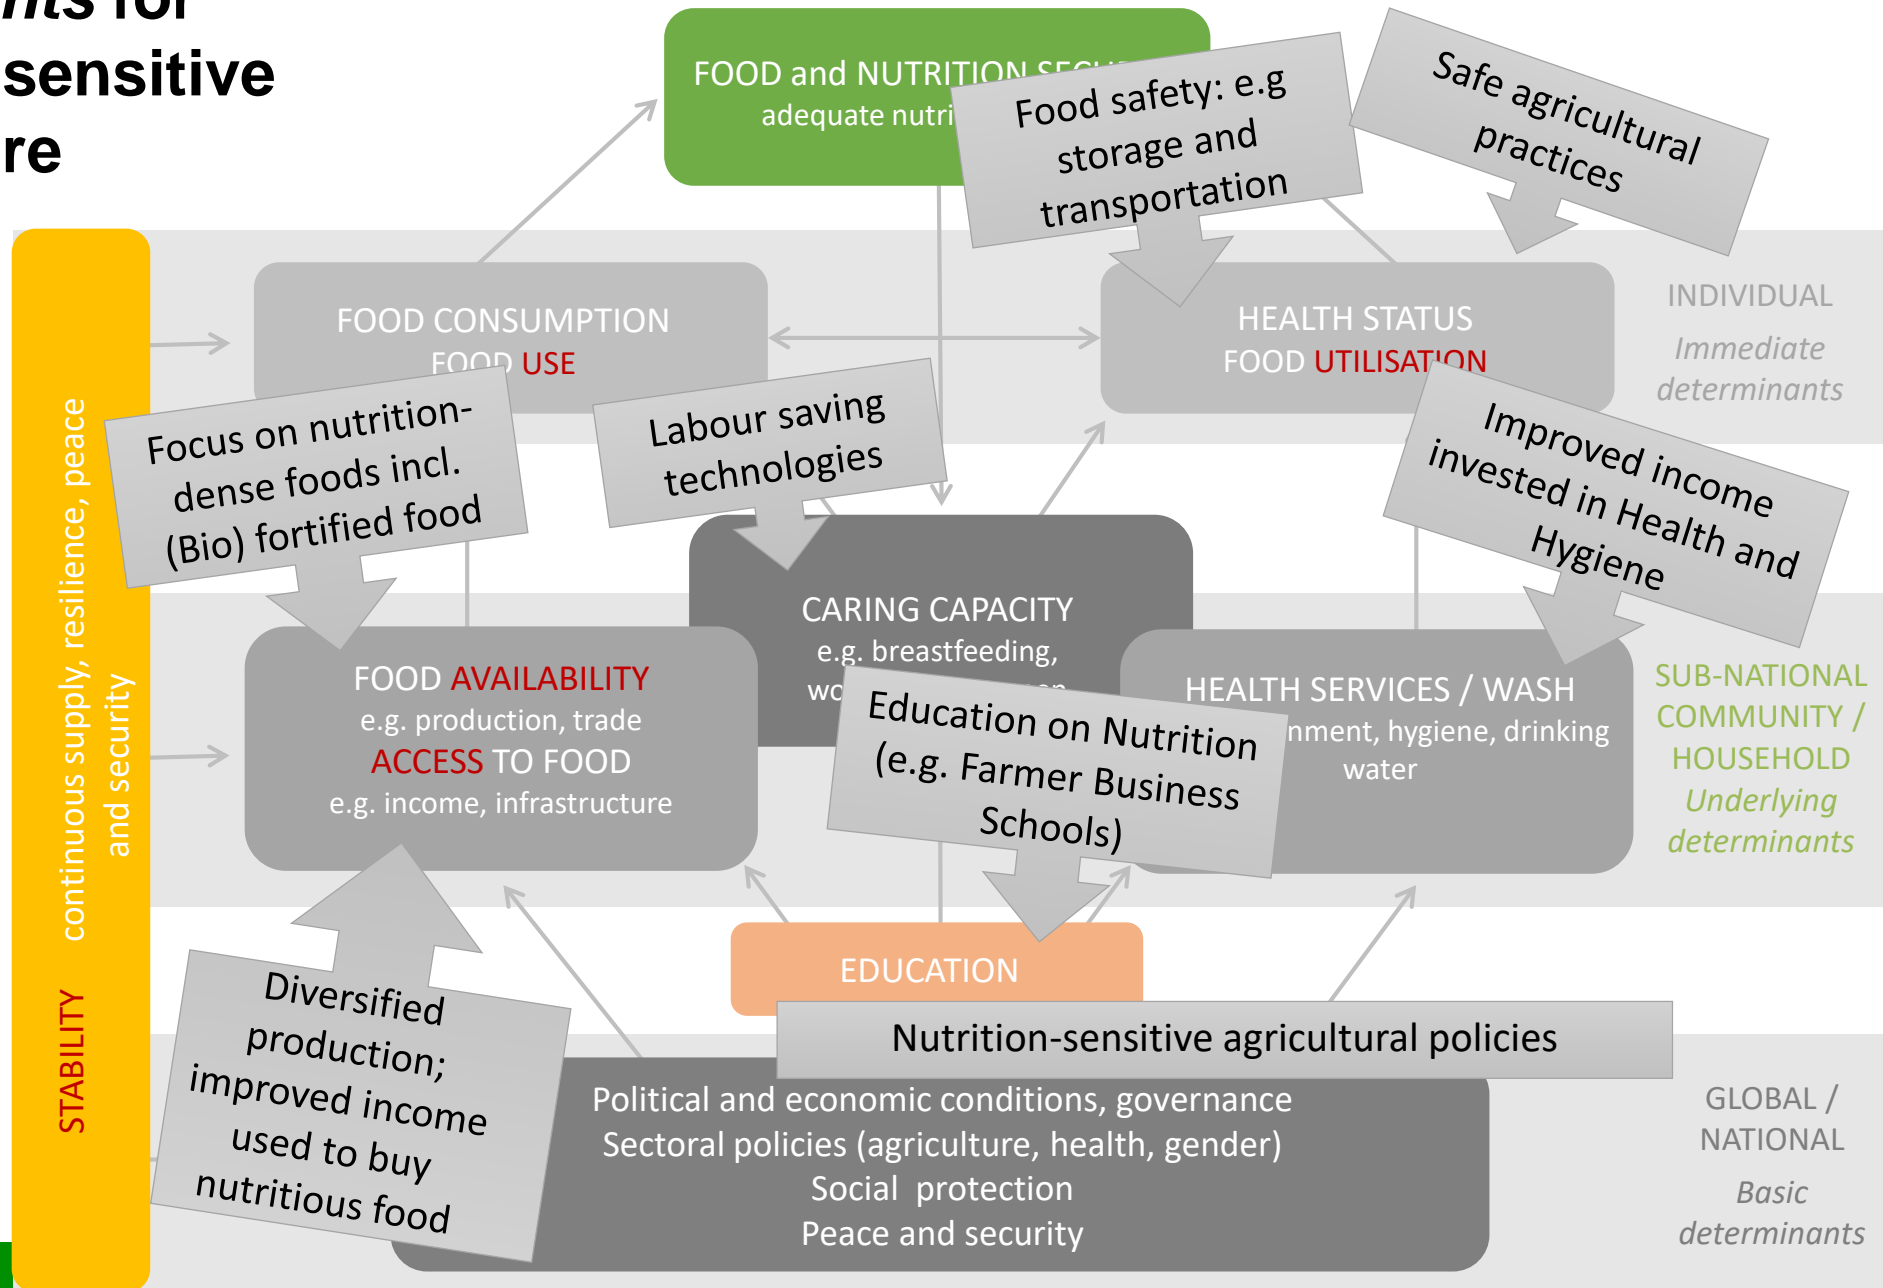 for
sensitive
re
FOOD and NUTRITION
adequate
Food safety: e.g
storage and
transportation
Safe agricultural
practices
FOOD CONSUMPTION
FOOD USE
HEALTH STATUS
FOOD UTILISATION
INDIVIDUAL
Immediate
determinants
Focus on nutrition-
dense foods incl.
(Bio) fortified food
Labour saving
technologies
Improved income
invested in Health and
Hygiene
CARING CAPACITY
e.g. breastfeeding,
FOOD AVAILABILITY
e.g. production, trade
ACCESS TO FOOD
e.g. income, infrastructure
Education on Nutrition
(e.g. Farmer Business
Schools)
HEALTH SERVICES / WASH
nment, hygiene, drinking
water
SUB-NATIONAL
COMMUNITY /
HOUSEHOLD
Underlying
determinants
STABILITY continuous supply, resilience, peace
and security
EDUCATION
Diversified
production;
improved income
used to buy
nutritious food
Nutrition-sensitive agricultural policies
Political and economic conditions, governance
Sectoral policies (agriculture, health, gender)
Social protection
Peace and security
GLOBAL /
NATIONAL
Basic
determinants